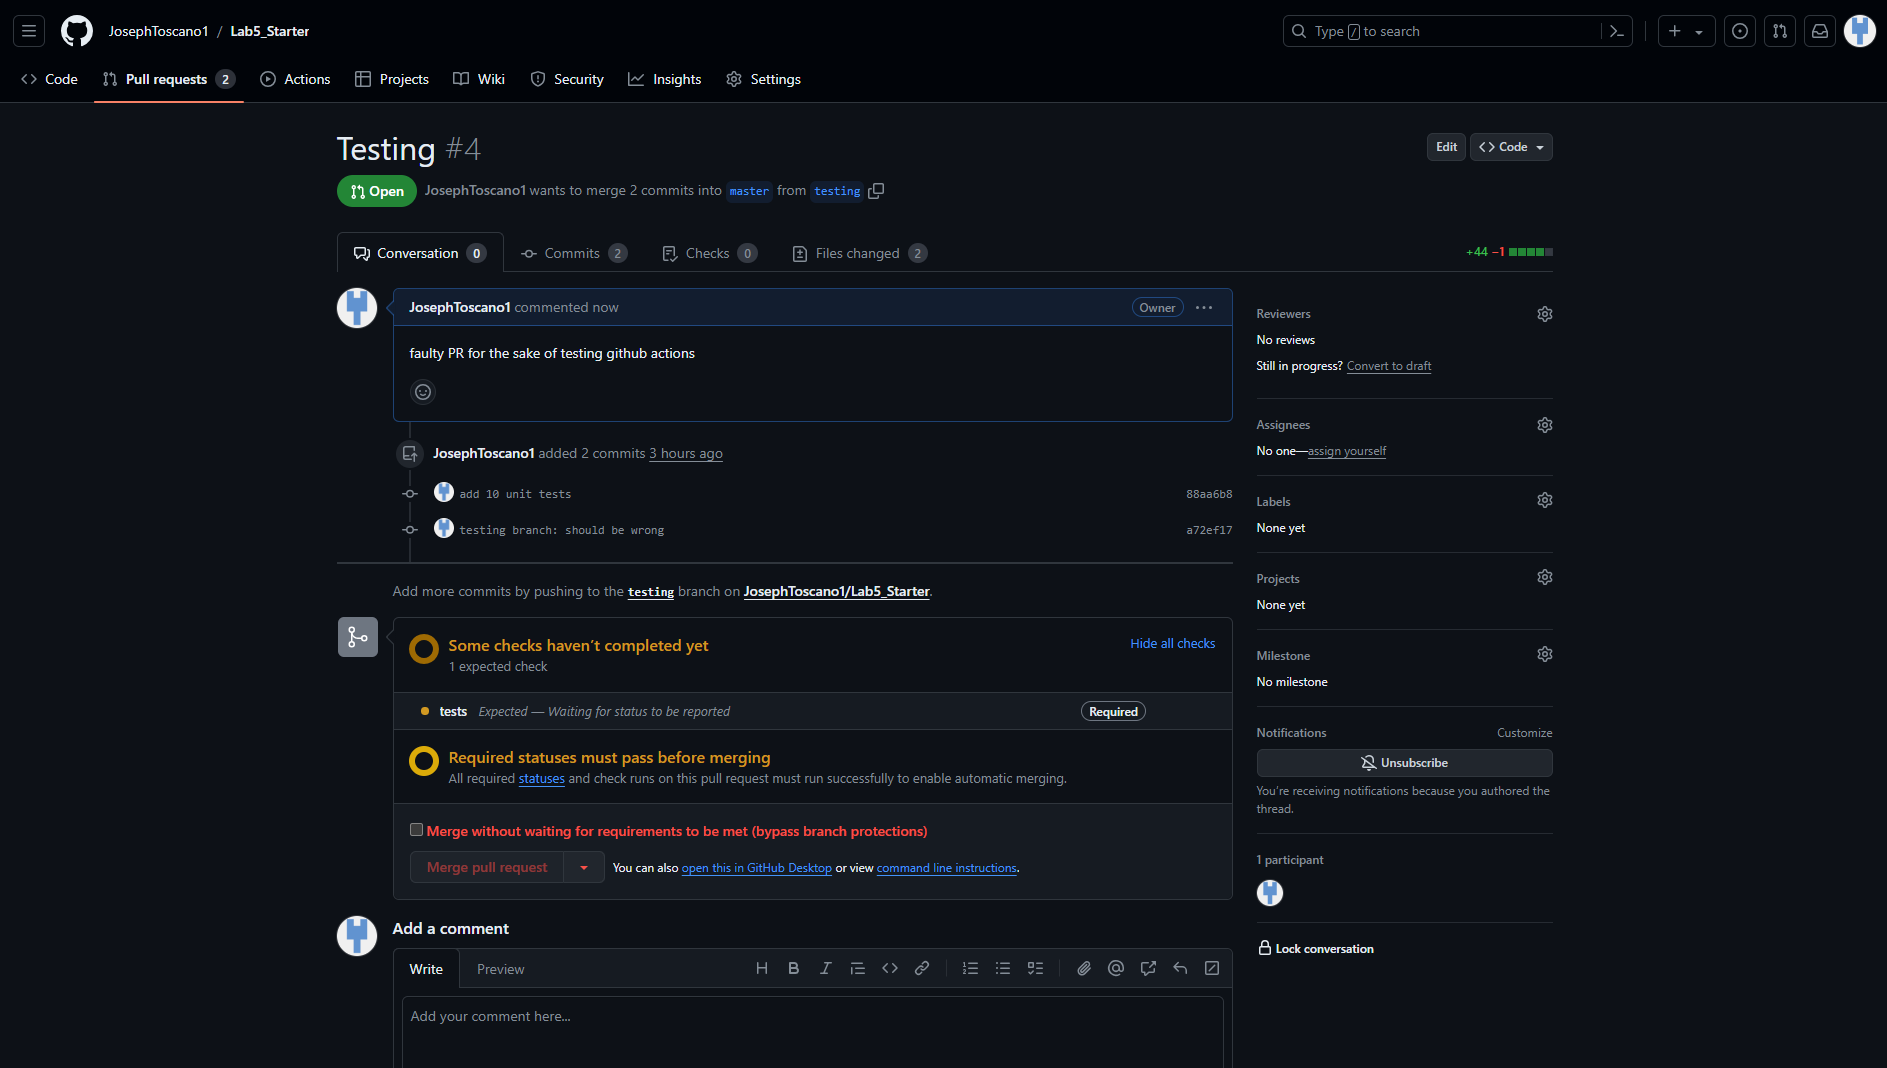 JosephToscano1 / Lab5_Starter
Type / to search
Code
Pull requests 2
Actions
Projects
Wiki
Security
Insights
Settings
Testing #4
Edit
Code
Open
JosephToscano1 wants to merge 2 commits into master from testing
Conversation 0
Commits 2
Checks 0
Files changed 2
+44 −1
JosephToscano1 commented now
Owner
faulty PR for the sake of testing github actions
JosephToscano1 added 2 commits 3 hours ago
add 10 unit tests
88aa6b8
testing branch: should be wrong
a72ef17
Add more commits by pushing to the testing branch on JosephToscano1/Lab5_Starter.
Some checks haven’t completed yet
1 expected check
Hide all checks
tests Expected — Waiting for status to be reported
Required
Required statuses must pass before merging
All required statuses and check runs on this pull request must run successfully to enable automatic merging.
Merge without waiting for requirements to be met (bypass branch protections)
Merge pull request
You can also open this in GitHub Desktop or view command line instructions.
Add a comment
Write
Preview
Add your comment here...
Reviewers
No reviews
Still in progress? Convert to draft
Assignees
No one—assign yourself
Labels
None yet
Projects
None yet
Milestone
No milestone
Notifications
Customize
Unsubscribe
You’re receiving notifications because you authored the
thread.
1 participant
Lock conversation